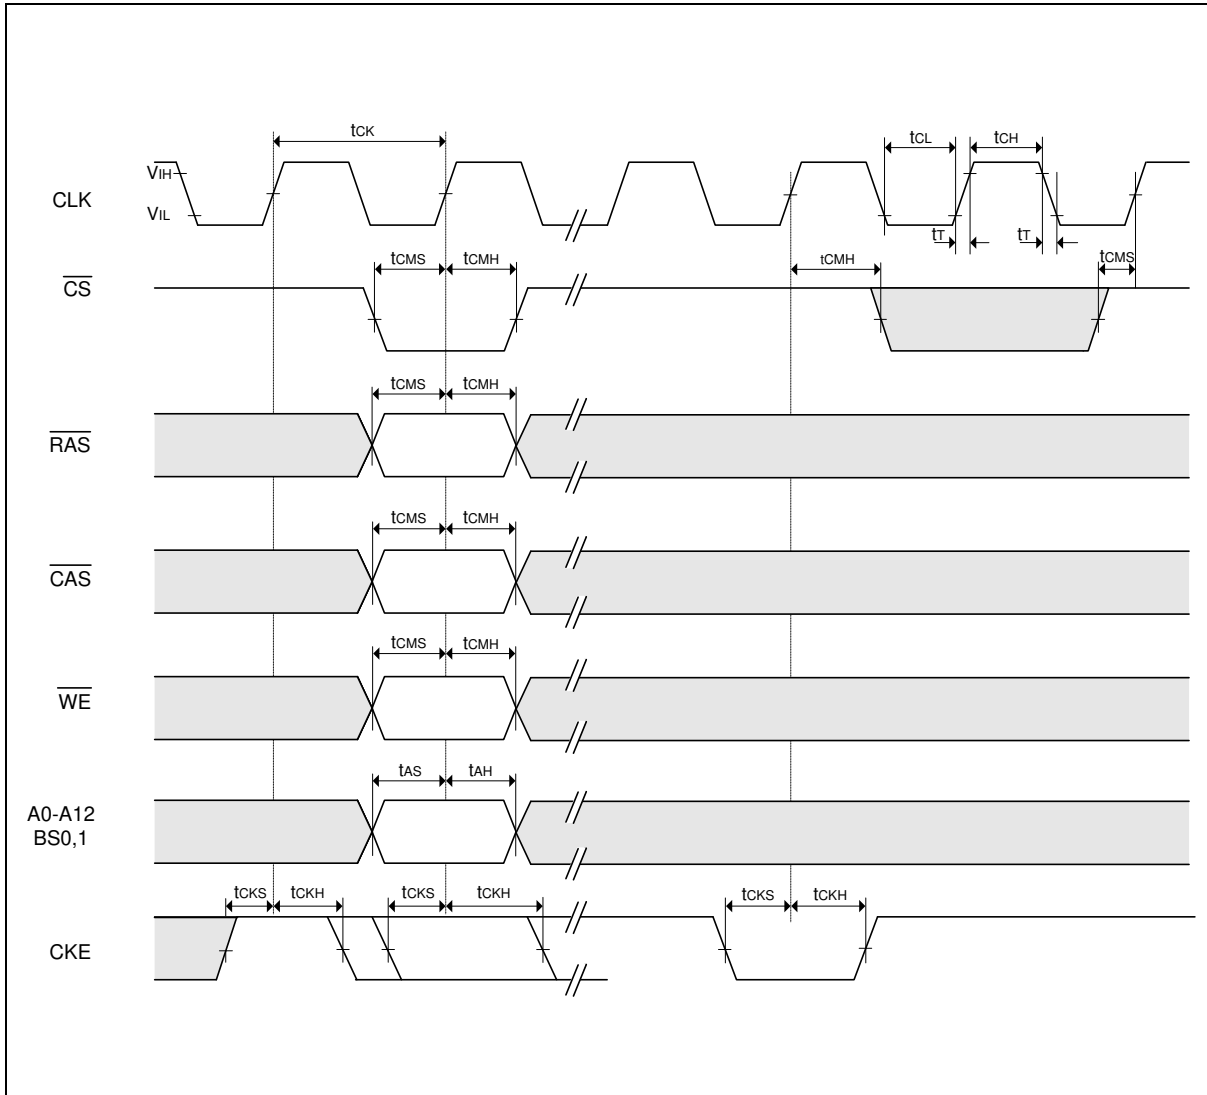 tCK
tCL
tCH
VIH
CLK
VIL
tT
tT
tCMS
tCMH
tCMH
tCMS
CS
tCMS
tCMH
RAS
tCMS
tCMH
CAS
tCMS
tCMH
WE
tAS
tAH
A0-A12
BS0,1
tCKS
tCKH
tCKS
tCKH
tCKS
tCKH
CKE